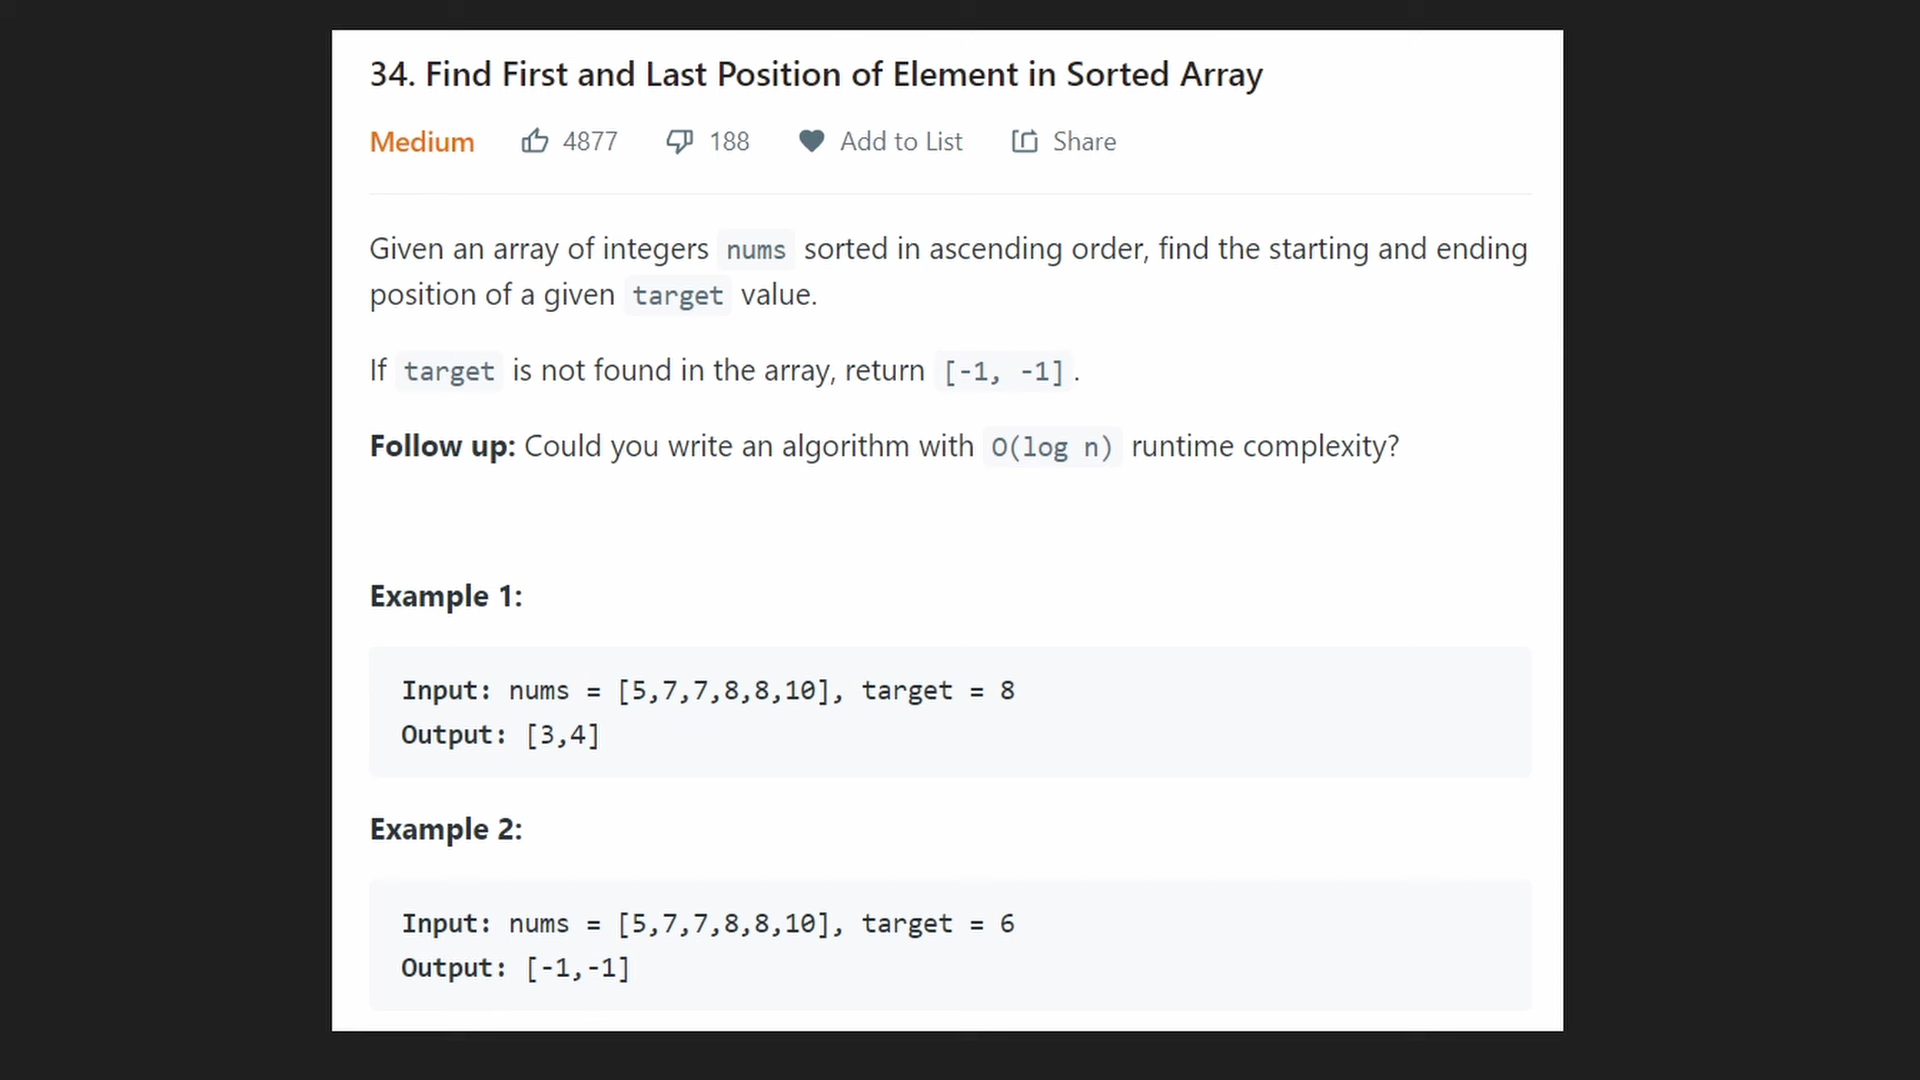 34. Find First and Last Position of Element in Sorted Array
Medium 4877 188 Add to List Share
Given an array of integers nums sorted in ascending order, find the starting and ending
position of a given target value.
If target is not found in the array, return [-1, -1].
Follow up: Could you write an algorithm with O(log n) runtime complexity?
Example 1:
Input: nums = [5,7,7,8,8,10], target = 8
Output: [3,4]
Example 2:
Input: nums = [5,7,7,8,8,10], target = 6
Output: [-1,-1]